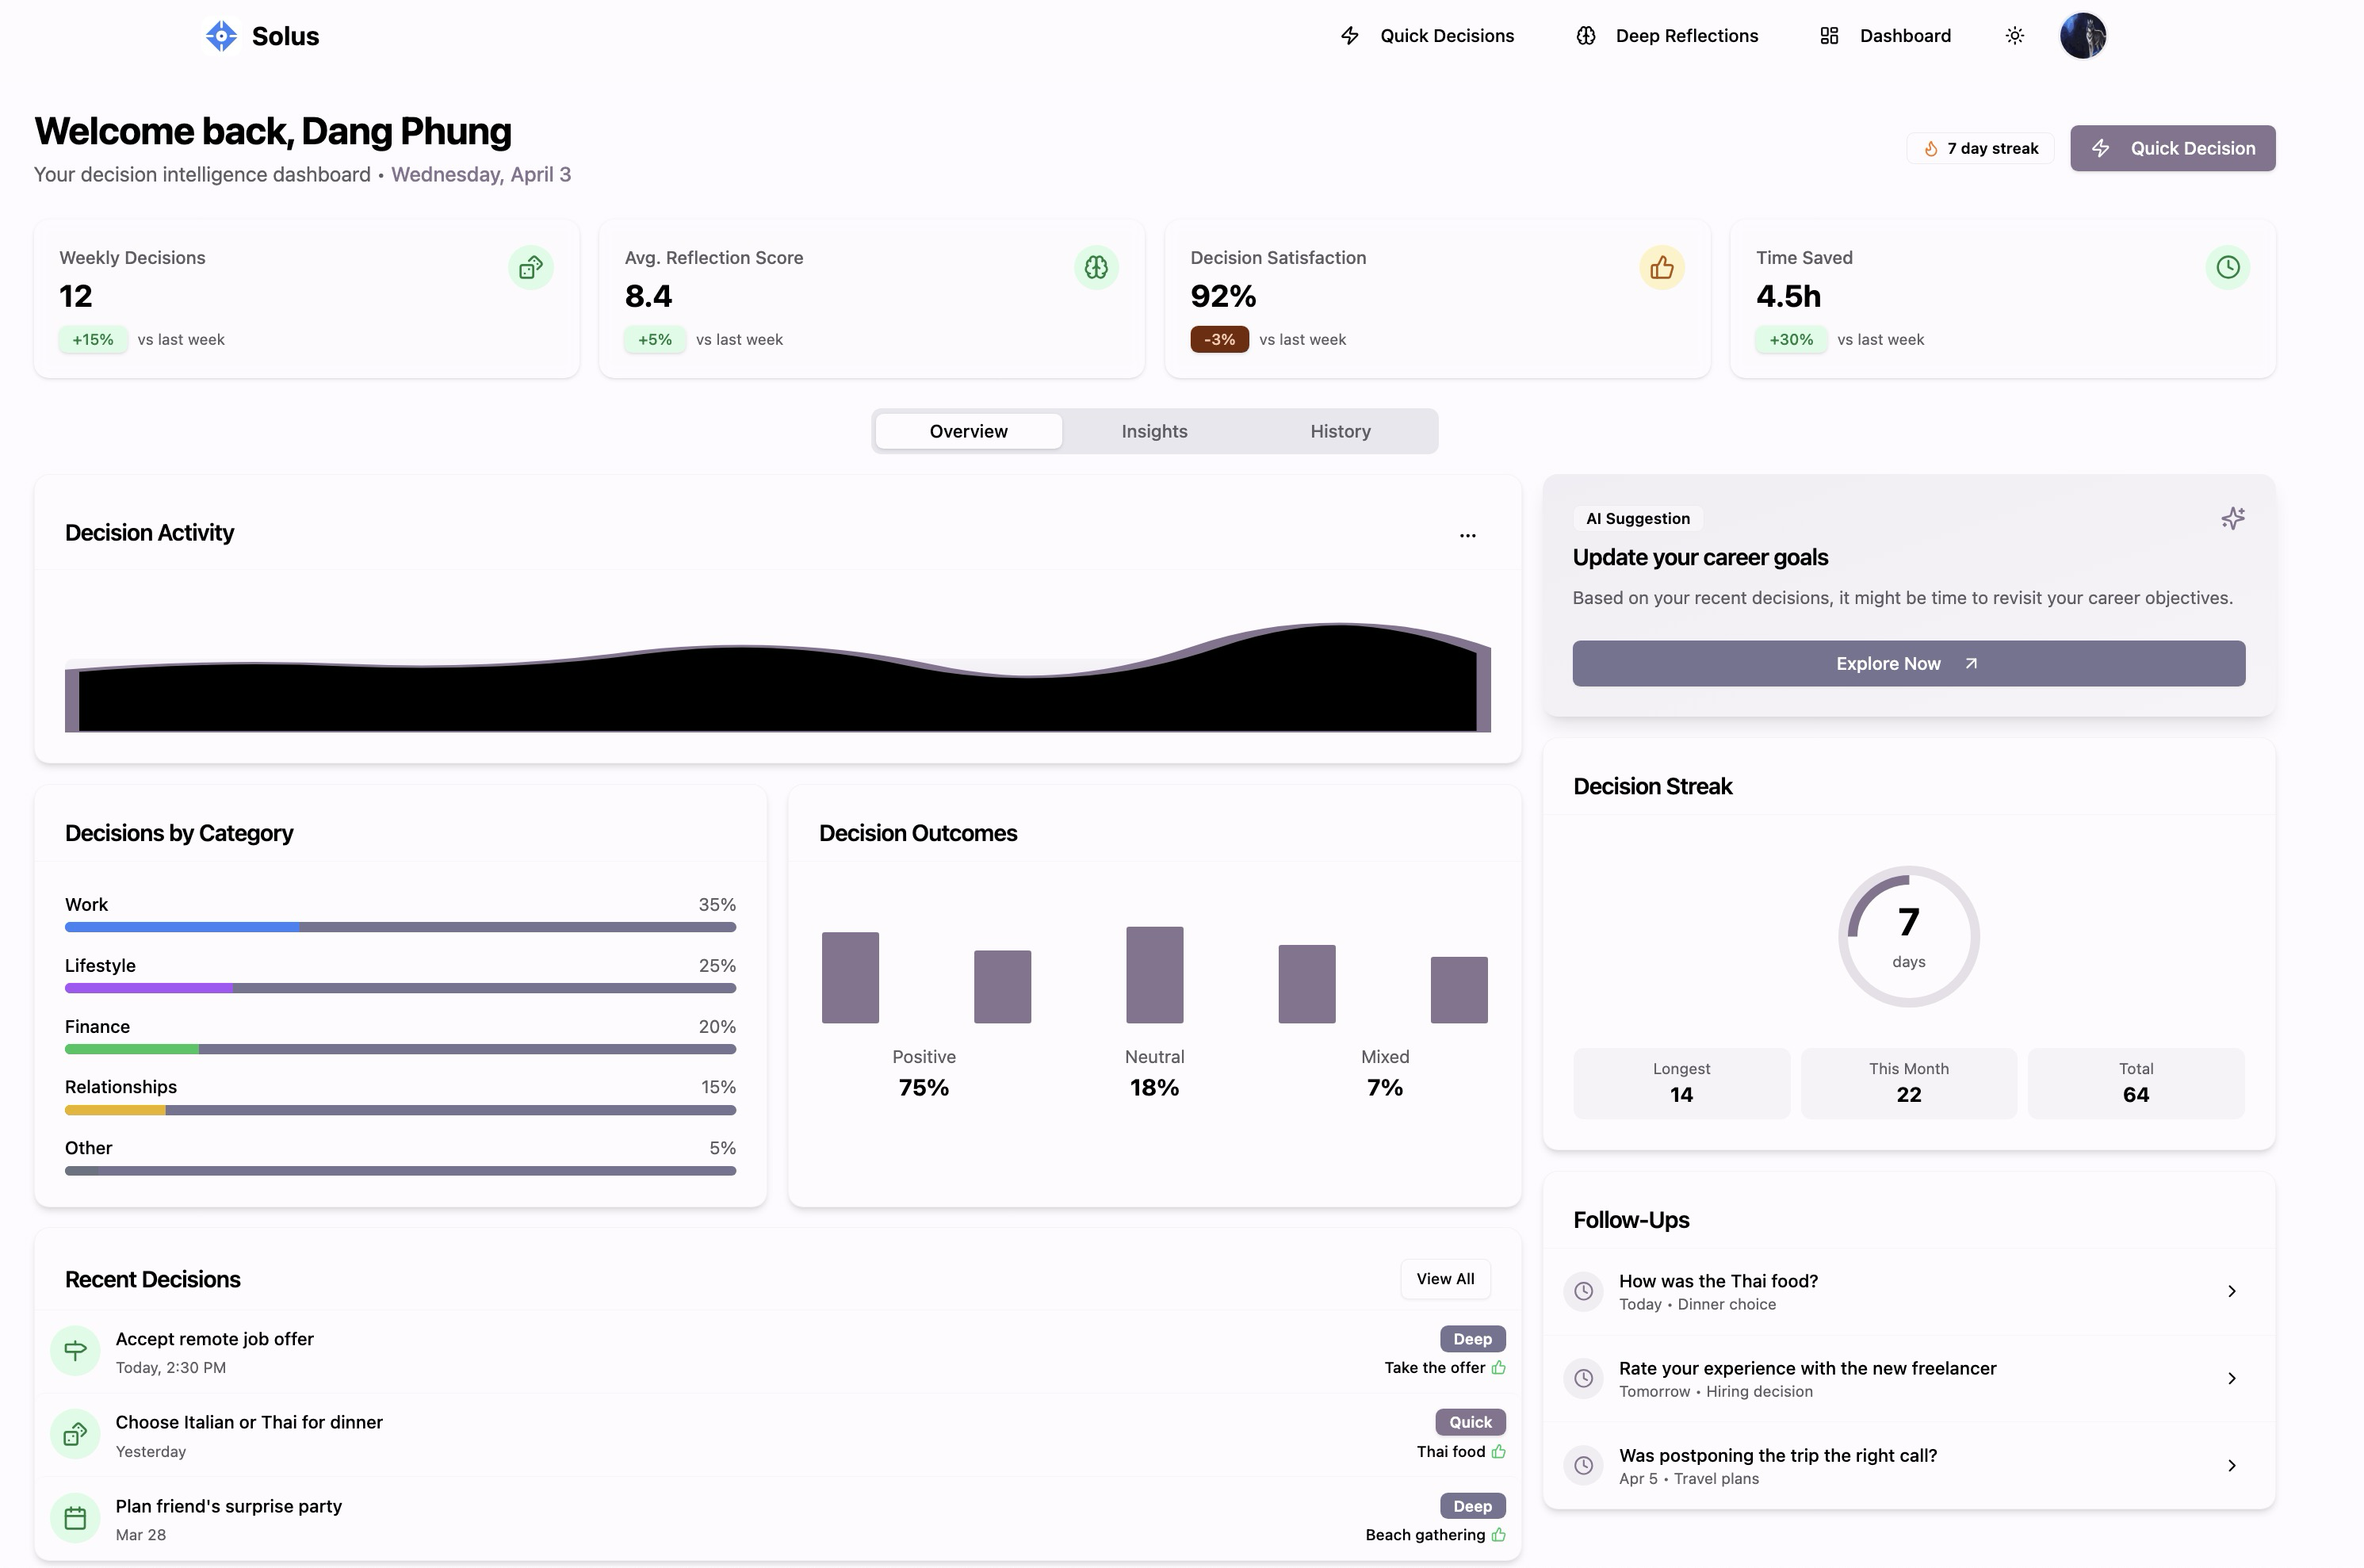 Solus
Quick Decisions
Deep Reflections
Dashboard
Welcome back, Dang Phung
Your decision intelligence dashboard • Wednesday, April 3
7 day streak
Quick Decision
Weekly Decisions
12
+15% vs last week
Avg. Reflection Score
8.4
+5% vs last week
Decision Satisfaction
92%
-3% vs last week
Time Saved
4.5h
+30% vs last week
Overview
Insights
History
Decision Activity
AI Suggestion
Update your career goals
Based on your recent decisions, it might be time to revisit your career objectives.
Explore Now
Decisions by Category
Work 35%
Lifestyle 25%
Finance 20%
Relationships 15%
Other 5%
Decision Outcomes
Positive
75%
Neutral
18%
Mixed
7%
Decision Streak
7
days
Longest
14
This Month
22
Total
64
Recent Decisions
View All
Accept remote job offer
Today, 2:30 PM
Deep
Take the offer
Choose Italian or Thai for dinner
Yesterday
Quick
Thai food
Plan friend's surprise party
Mar 28
Deep
Beach gathering
Follow-Ups
How was the Thai food?
Today • Dinner choice
Rate your experience with the new freelancer
Tomorrow • Hiring decision
Was postponing the trip the right call?
Apr 5 • Travel plans